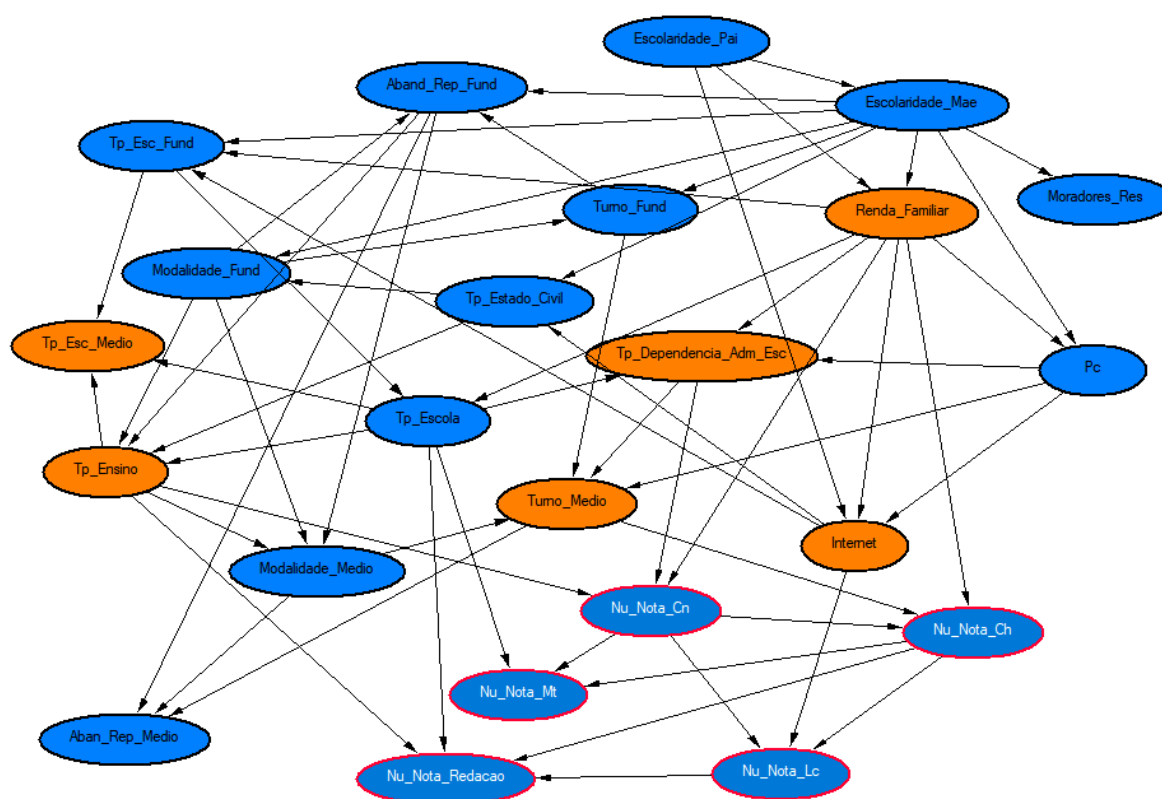 Escolaridade_Pai
Aband_Rep_Fund
Escolaridade_Mae
Tp_Esc_Fund
Moradores_Res
Turno_Fund
Renda_Familiar
Modalidade_Fund
Tp_Estado_Civil
Tp_Esc_Medio
Tp_Dependencia_Adm_Esc
Pc
Tp_Escola
Tp_Ensino
Turno_Medio
Internet
Modalidade_Medio
Nu_Nota_Cn
Nu_Nota_Ch
Nu_Nota_Mt
Aban_Rep_Medio
Nu_Nota_Redacao
Nu_Nota_Lc